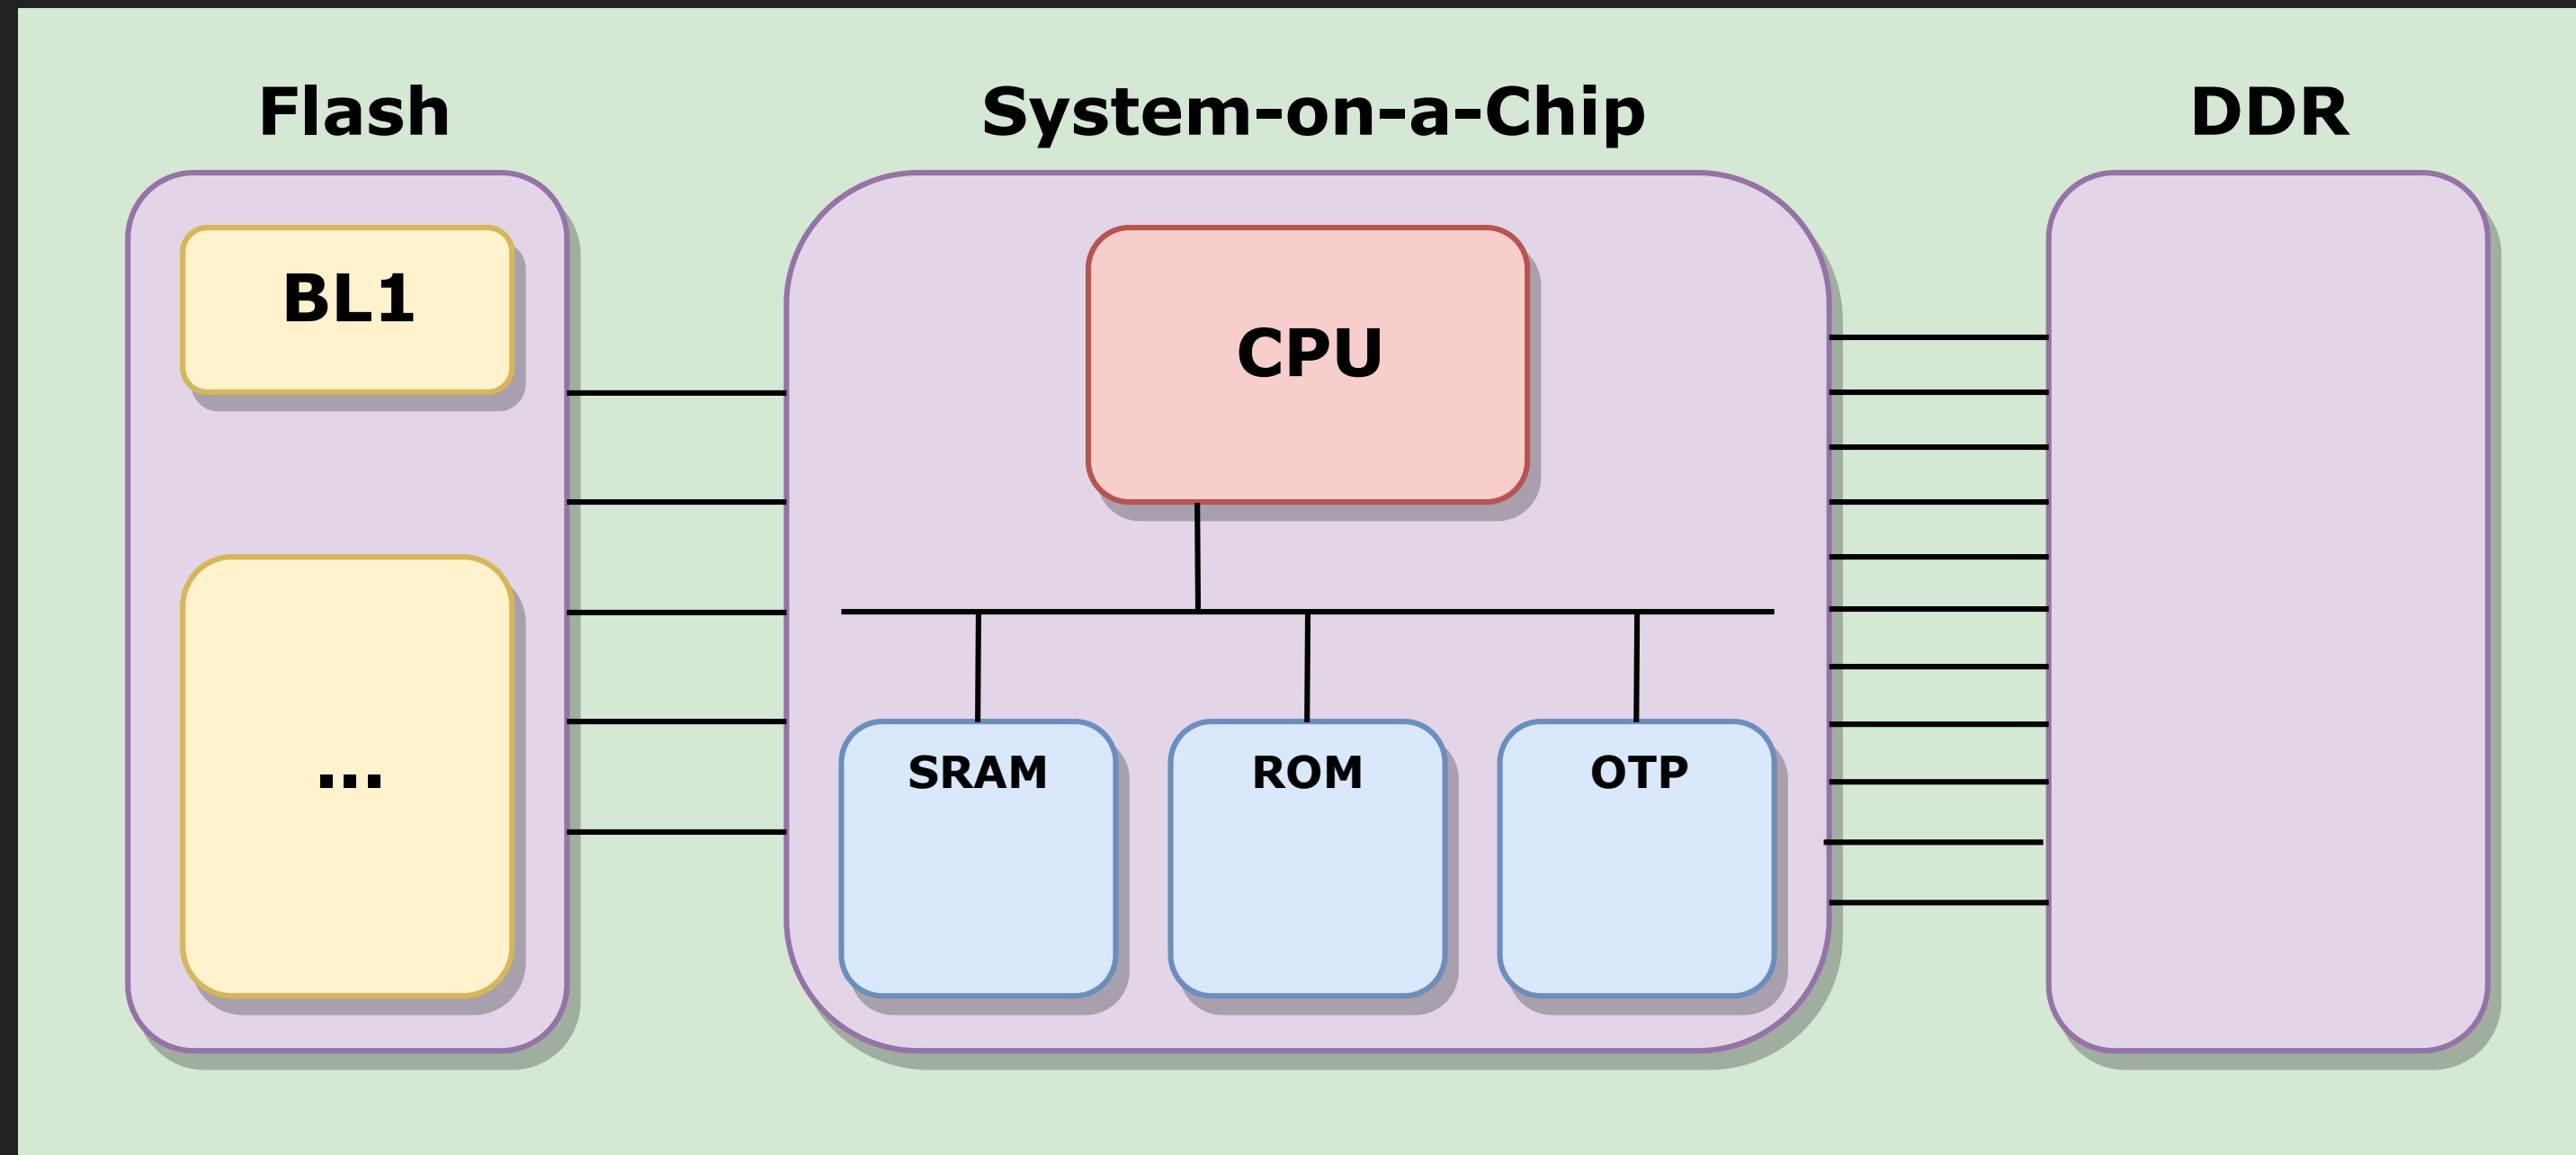 Flash
System-on-a-Chip
DDR
BL1
CPU
...
SRAM
ROM
OTP